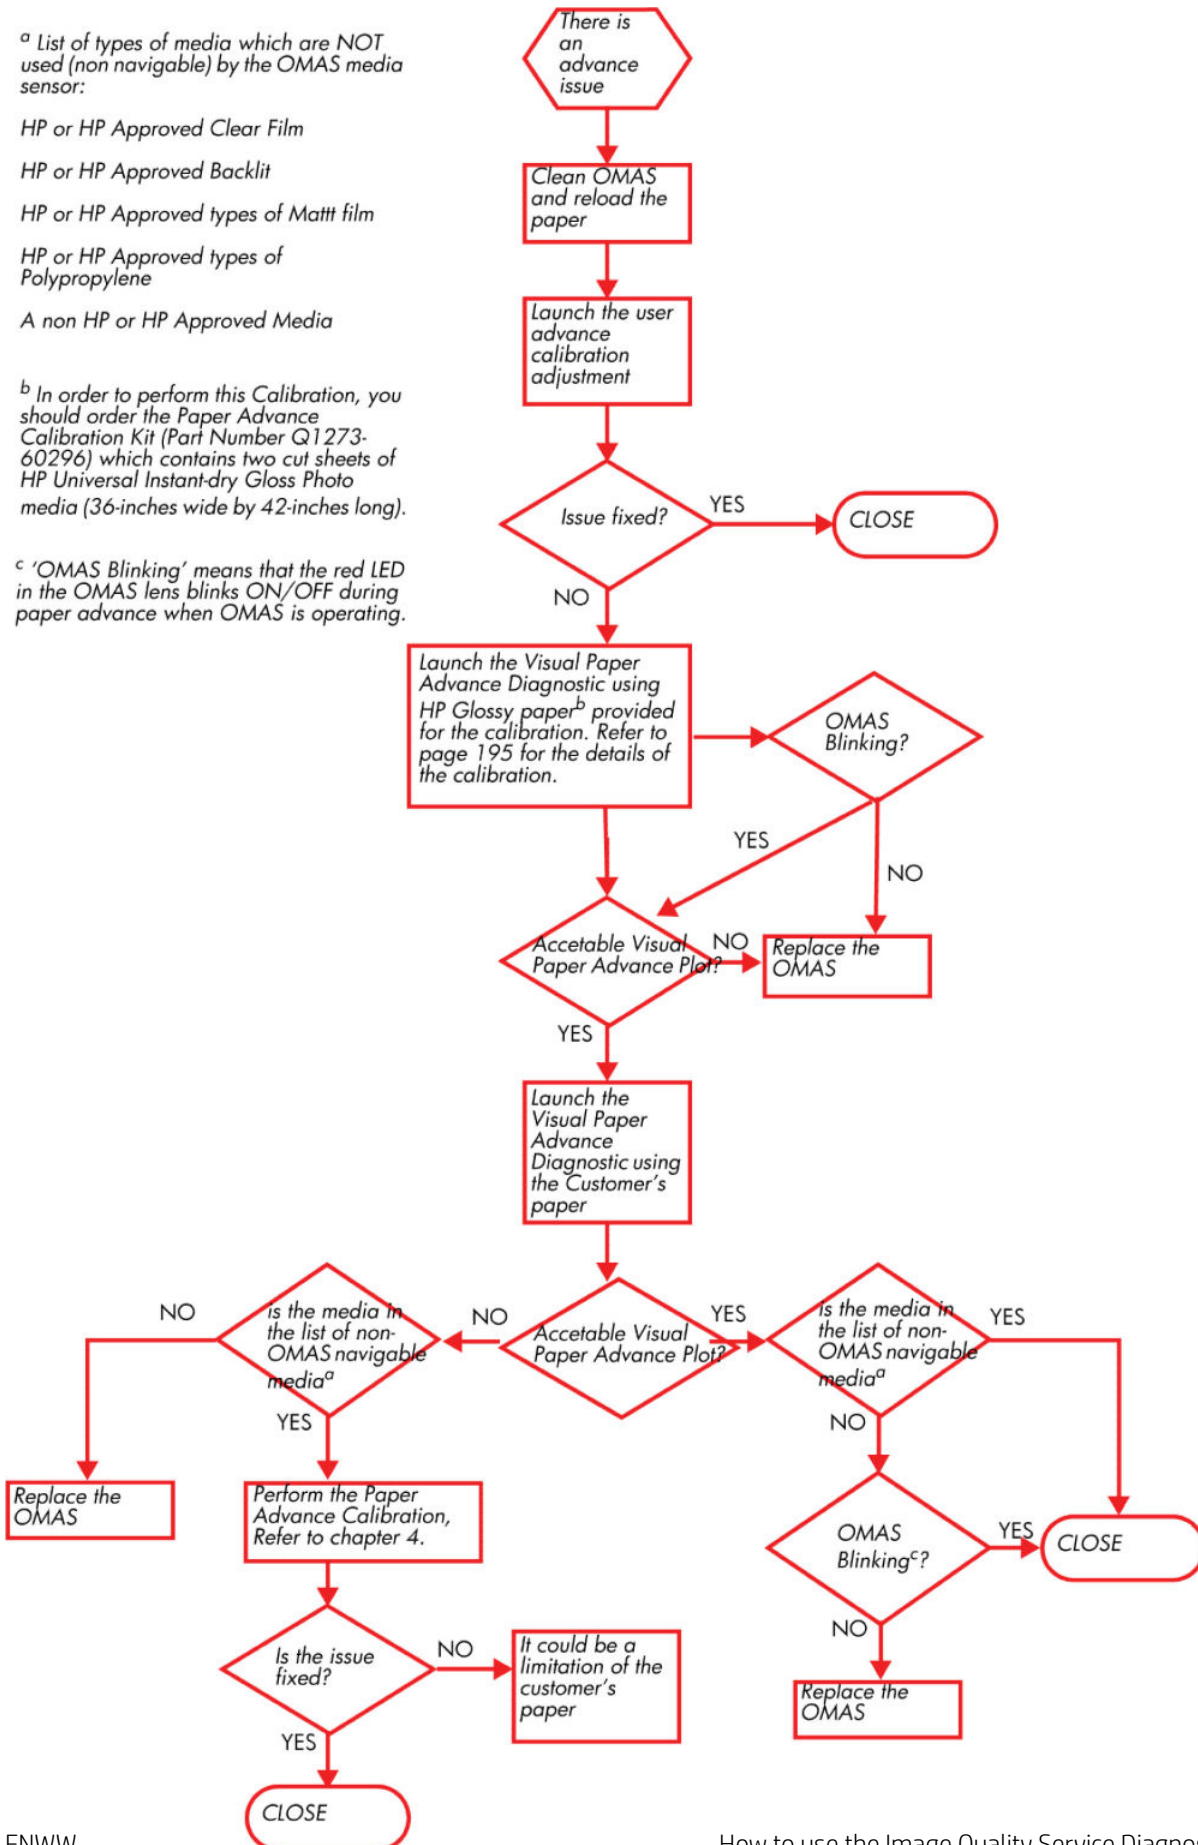 a List of types of media which are NOT
used (non navigable) by the OMAS media
sensor:
HP or HP Approved Clear Film
HP or HP Approved Backlit
HP or HP Approved types of Mattt film
HP or HP Approved types of
Polypropylene
A non HP or HP Approved Media
b In order to perform this Calibration, you
should order the Paper Advance
Calibration Kit (Part Number Q1273-
60296) which contains two cut sheets of
HP Universal Instant-dry Gloss Photo
media (36-inches wide by 42-inches long).
c 'OMAS Blinking' means that the red LED
in the OMAS lens blinks ON/OFF during
paper advance when OMAS is operating.
There is
an
advance
issue
Clean OMAS
and reload the
paper
Launch the user
advance
calibration
adjustment
Issue fixed?
YES
CLOSE
NO
Launch the Visual Paper
Advance Diagnostic using
HP Glossy paperb provided
for the calibration. Refer to
page 195 for the details of
the calibration.
OMAS
Blinking?
YES
NO
Accetable Visual
Paper Advance Plot?
NO
Replace the
OMAS
YES
Launch the
Visual Paper
Advance
Diagnostic using
the Customer's
paper
Accetable Visual
Paper Advance Plot?
NO
is the media in
the list of non-
OMAS navigable
mediaa
NO
Replace the
OMAS
YES
Perform the Paper
Advance Calibration,
Refer to chapter 4.
Is the issue
fixed?
NO
It could be a
limitation of the
customer's
paper
YES
CLOSE
YES
is the media in
the list of non-
OMAS navigable
mediaa
YES
NO
OMAS
Blinkingc?
YES
CLOSE
NO
Replace the
OMAS
ENWW
How to use the Image Quality Service Diagnos